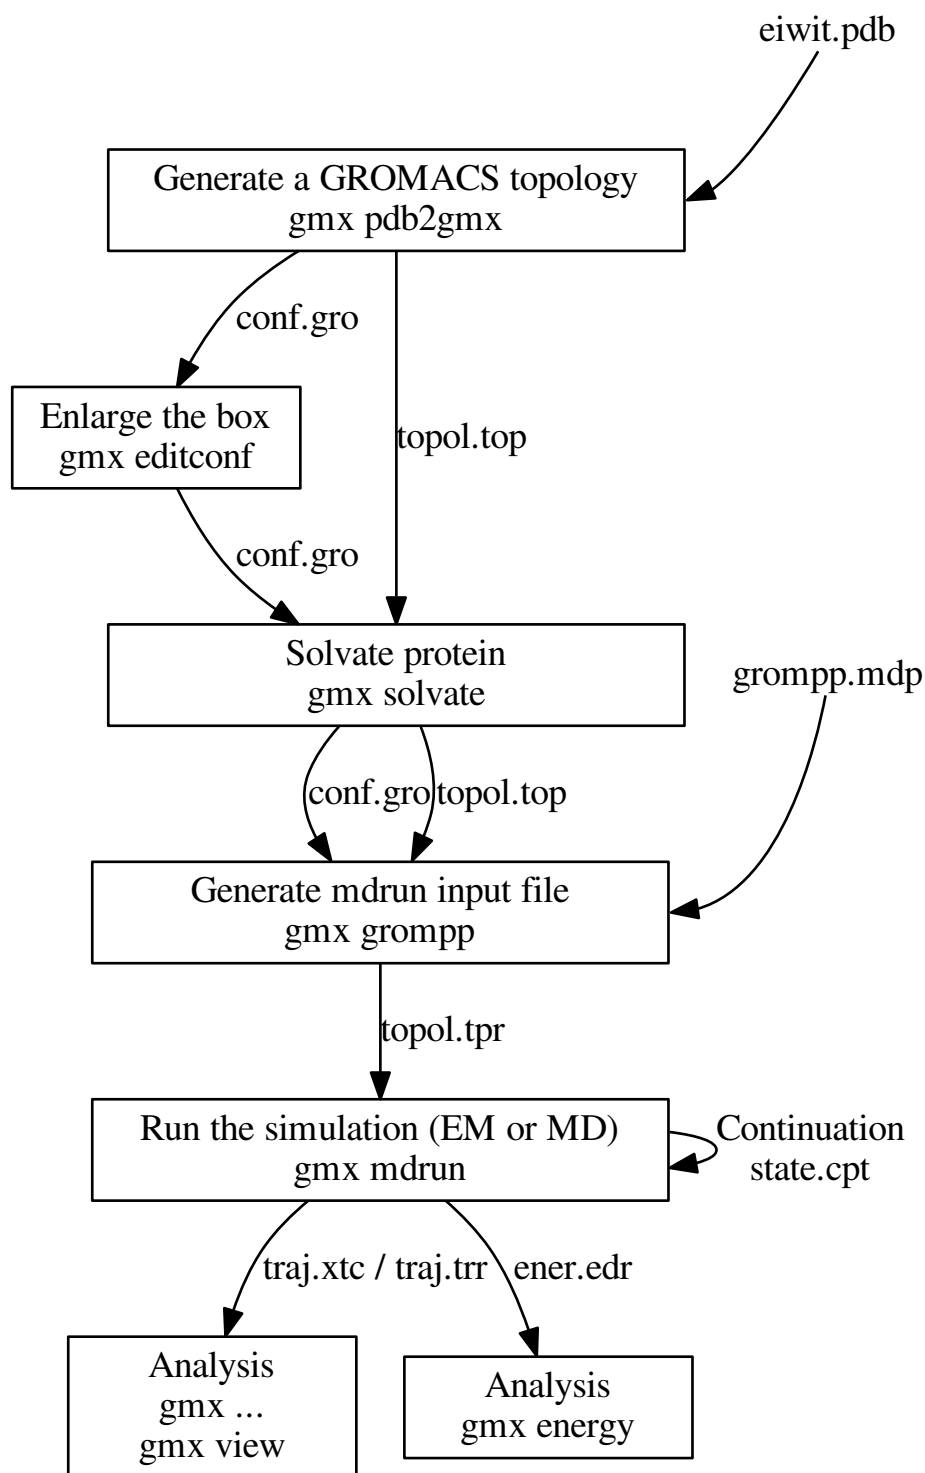 eiwit.pdb
Generate a GROMACS topology
gmx pdb2gmx
conf.gro
Enlarge the box
gmx editconf
topol.top
conf.gro
Solvate protein
gmx solvate
grompp.mdp
conf.gro
topol.top
Generate mdrun input file
gmx grompp
topol.tpr
Run the simulation (EM or MD)
gmx mdrun
Continuation
state.cpt
traj.xtc / traj.trr
ener.edr
Analysis
gmx ...
gmx view
Analysis
gmx energy